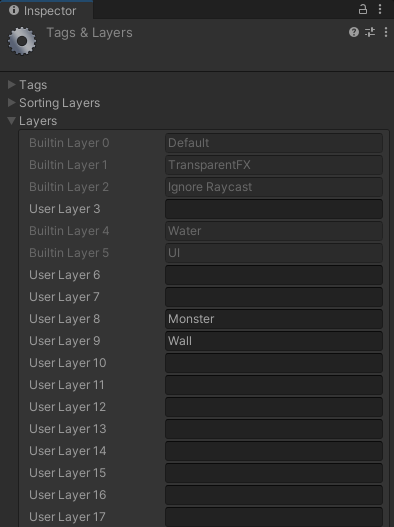 Inspector
Tags & Layers
Tags
Sorting Layers
Layers
Builtin Layer 0 Default
Builtin Layer 1 TransparentFX
Builtin Layer 2 Ignore Raycast
User Layer 3
Builtin Layer 4 Water
Builtin Layer 5 UI
User Layer 6
User Layer 7
User Layer 8 Monster
User Layer 9 Wall
User Layer 10
User Layer 11
User Layer 12
User Layer 13
User Layer 14
User Layer 15
User Layer 16
User Layer 17